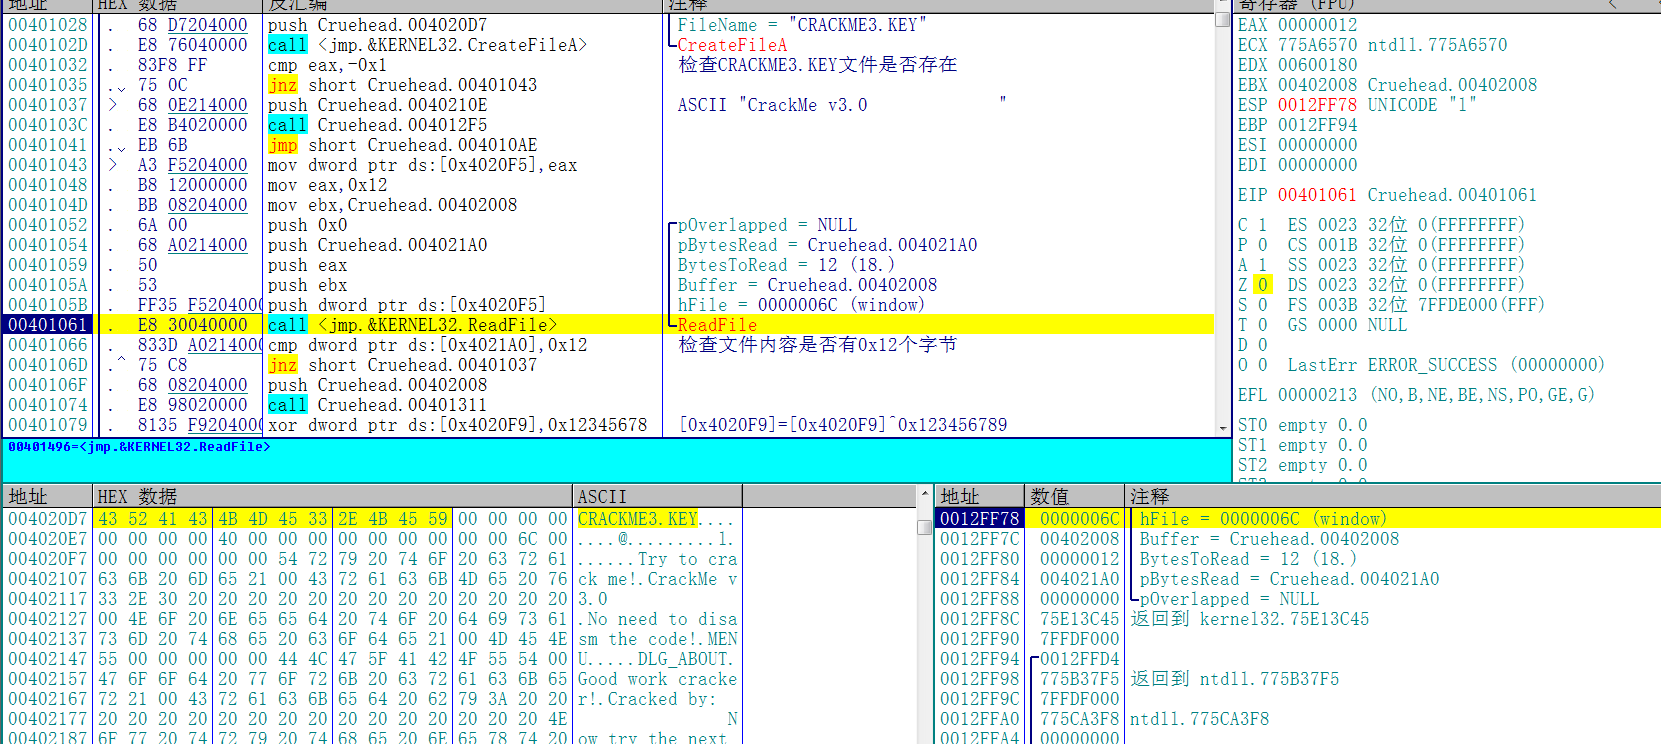 地址 HEX 数据 反汇编 注释
00401028 . 68 D7204000 push Cruehead.004020D7 FileName = "CRACKME3.KEY"
0040102D . E8 76040000 call <jmp.&KERNEL32.CreateFileA> CreateFileA
00401032 . 83F8 FF cmp eax,-0x1 检查CRACKME3.KEY文件是否存在
00401035 .⌄ 75 0C jnz short Cruehead.00401043
00401037 > 68 0E214000 push Cruehead.0040210E ASCII "CrackMe v3.0             "
0040103C . E8 B4020000 call Cruehead.004012F5
00401041 .⌄ EB 6B jmp short Cruehead.004010AE
00401043 > A3 F5204000 mov dword ptr ds:[0x4020F5],eax
00401048 . B8 12000000 mov eax,0x12
0040104D . BB 08204000 mov ebx,Cruehead.00402008
00401052 . 6A 00 push 0x0 pOverlapped = NULL
00401054 . 68 A0214000 push Cruehead.004021A0 pBytesRead = Cruehead.004021A0
00401059 . 50 push eax BytesToRead = 12 (18.)
0040105A . 53 push ebx Buffer = Cruehead.00402008
0040105B . FF35 F5204000 push dword ptr ds:[0x4020F5] hFile = 0000006C (window)
00401061 . E8 30040000 call <jmp.&KERNEL32.ReadFile> ReadFile
00401066 . 833D A0214000 cmp dword ptr ds:[0x4021A0],0x12 检查文件内容是否有0x12个字节
0040106D .^ 75 C8 jnz short Cruehead.00401037
0040106F . 68 08204000 push Cruehead.00402008
00401074 . E8 98020000 call Cruehead.00401311
00401079 . 8135 F9204000 xor dword ptr ds:[0x4020F9],0x12345678 [0x4020F9]=[0x4020F9]^0x123456789
00401496=<jmp.&KERNEL32.ReadFile>
寄存器 (FPU) <
EAX 00000012
ECX 775A6570 ntdll.775A6570
EDX 00600180
EBX 00402008 Cruehead.00402008
ESP 0012FF78 UNICODE "1"
EBP 0012FF94
ESI 00000000
EDI 00000000
EIP 00401061 Cruehead.00401061
C 1 ES 0023 32位 0(FFFFFFFF)
P 0 CS 001B 32位 0(FFFFFFFF)
A 1 SS 0023 32位 0(FFFFFFFF)
Z 0 DS 0023 32位 0(FFFFFFFF)
S 0 FS 003B 32位 7FFDE000(FFF)
T 0 GS 0000 NULL
D 0
O 0 LastErr ERROR_SUCCESS (00000000)
EFL 00000213 (NO,B,NE,BE,NS,PO,GE,G)
ST0 empty 0.0
ST1 empty 0.0
ST2 empty 0.0
地址 HEX 数据 ASCII
004020D7 43 52 41 43 4B 4D 45 33 2E 4B 45 59 00 00 00 00 CRACKME3.KEY....
004020E7 00 00 00 00 40 00 00 00 00 00 00 00 00 00 6C 00 ....@.........l.
004020F7 00 00 00 00 00 00 54 72 79 20 74 6F 20 63 72 61 ......Try to cra
00402107 63 6B 20 6D 65 21 00 43 72 61 63 6B 4D 65 20 76 ck me!.CrackMe v
00402117 33 2E 30 20 20 20 20 20 20 20 20 20 20 20 20 20 3.0
00402127 00 4E 6F 20 6E 65 65 64 20 74 6F 20 64 69 73 61 .No need to disa
00402137 73 6D 20 74 68 65 20 63 6F 64 65 21 00 4D 45 4E sm the code!.MEN
00402147 55 00 00 00 00 00 44 4C 47 5F 41 42 4F 55 54 00 U.....DLG_ABOUT.
00402157 47 6F 6F 64 20 77 6F 72 6B 20 63 72 61 63 6B 65 Good work cracke
00402167 72 21 00 43 72 61 63 6B 65 64 20 62 79 3A 20 20 r!.Cracked by:
00402177 20 20 20 20 20 20 20 20 20 20 20 20 20 20 20 4E N
00402187 6F 77 20 74 72 79 20 74 68 65 20 6E 65 78 74 20 ow try the next
地址 数值 注释
0012FF78 0000006C hFile = 0000006C (window)
0012FF7C 00402008 Buffer = Cruehead.00402008
0012FF80 00000012 BytesToRead = 12 (18.)
0012FF84 004021A0 pBytesRead = Cruehead.004021A0
0012FF88 00000000 pOverlapped = NULL
0012FF8C 75E13C45 返回到 kernel32.75E13C45
0012FF90 7FFDF000
0012FF94 0012FFD4
0012FF98 775B37F5 返回到 ntdll.775B37F5
0012FF9C 7FFDF000
0012FFA0 775CA3F8 ntdll.775CA3F8
0012FFA4 00000000